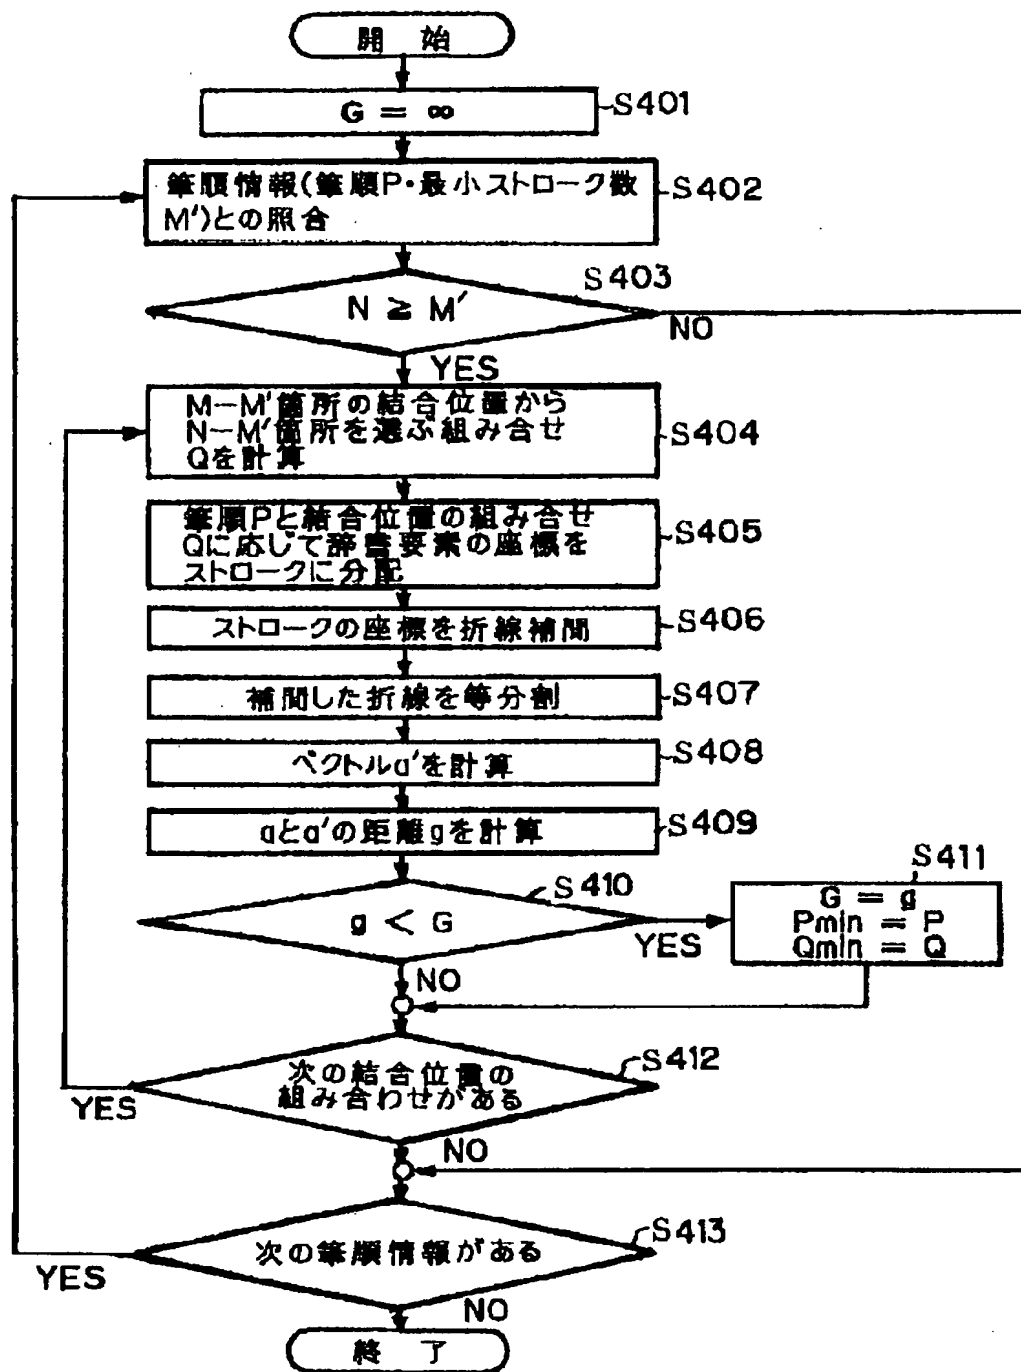 開 始
G = ∞
S401
筆順情報(筆順P・最小ストローク数
M')との照合
S402
S403
N ≧ M'
NO
YES
M-M'箇所の結合位置から
N-M'箇所を選ぶ組み合せ
Qを計算
S404
筆順Pと結合位置の組み合せ
Qに応じて辞書要素の座標を
ストロークに分配
S405
ストロークの座標を折線補間
S406
補間した折線を等分割
S407
ベクトルa'を計算
S408
aとa'の距離gを計算
S409
S410
g < G
YES
NO
S411
G = g
Pmin = P
Qmin = Q
次の結合位置の
組み合わせがある
S412
YES
NO
次の筆順情報がある
S413
YES
NO
終 了